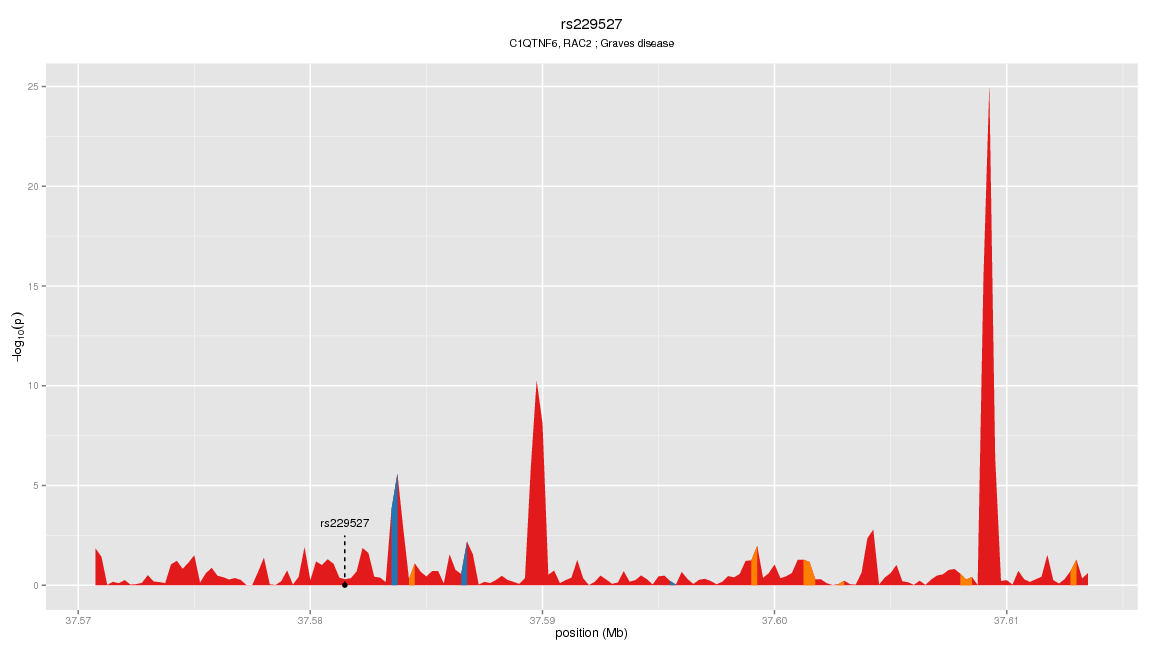 rs229527
C1QTNF6, RAC2 ; Graves disease
25
20
15
10
5
0
−log10(p)
rs229527
37.57 37.58 37.59 37.60 37.61
position (Mb)